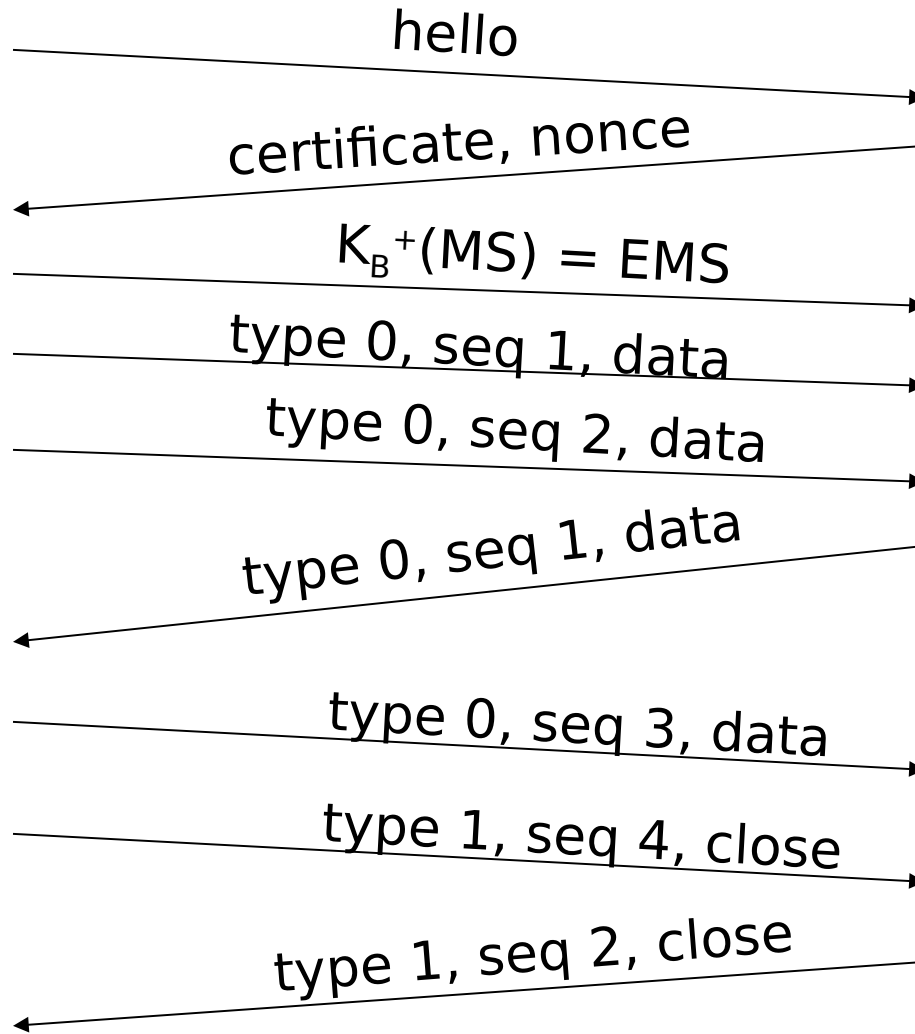 hello
certificate, nonce
K_B^+(MS) = EMS
type 0, seq 1, data
type 0, seq 2, data
type 0, seq 1, data
type 0, seq 3, data
type 1, seq 4, close
type 1, seq 2, close